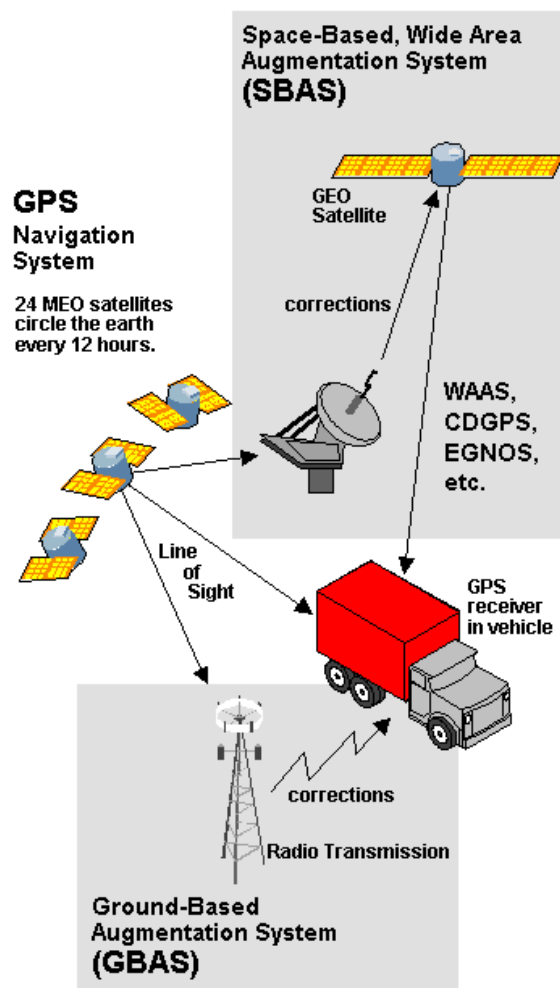 Space-Based, Wide Area
Augmentation System
(SBAS)
GEO
Satellite
GPS
Navigation
System
24 MEO satellites
circle the earth
every 12 hours.
corrections
WAAS,
CDGPS,
EGNOS,
etc.
Line
of
Sight
GPS
receiver
in vehicle
corrections
Radio Transmission
Ground-Based
Augmentation System
(GBAS)